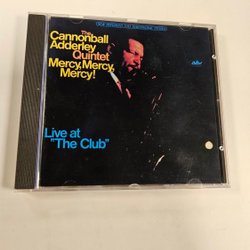 The
Cannonball
Adderley
Quintet
Mercy, Mercy,
Mercy!
Live at
"The Club"